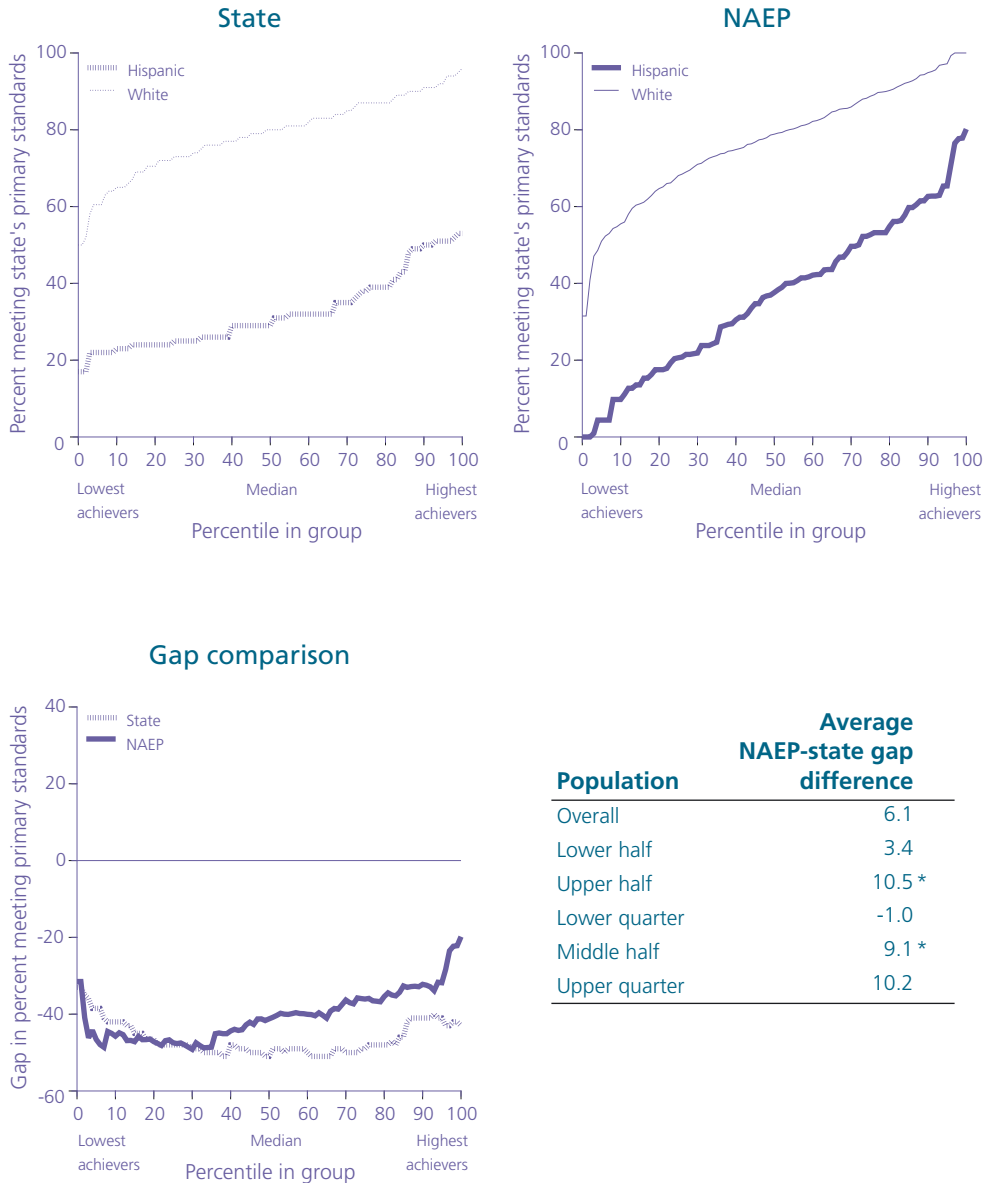 State
Percent meeting state's primary standards
100
80
60
40
20
0
Hispanic
White
0 10 20 30 40 50 60 70 80 90 100
Lowest achievers
Median
Highest achievers
Percentile in group
NAEP
Percent meeting state's primary standards
100
80
60
40
20
0
Hispanic
White
0 10 20 30 40 50 60 70 80 90 100
Lowest achievers
Median
Highest achievers
Percentile in group
Gap comparison
Gap in percent meeting primary standards
40
20
0
-20
-40
-60
State
NAEP
0 10 20 30 40 50 60 70 80 90 100
Lowest achievers
Median
Highest achievers
Percentile in group
Average
NAEP-state gap
Population difference
Overall 6.1
Lower half 3.4
Upper half 10.5 *
Lower quarter -1.0
Middle half 9.1 *
Upper quarter 10.2